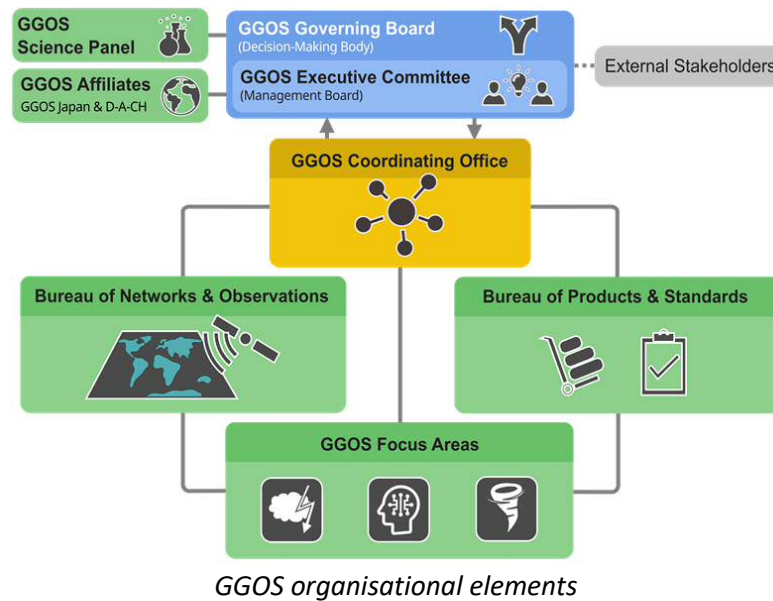 GGOS
Science Panel
GGOS Governing Board
(Decision-Making Body)
GGOS Affiliates
GGOS Japan & D-A-CH
GGOS Executive Committee
(Management Board)
External Stakeholders
GGOS Coordinating Office
Bureau of Networks & Observations
Bureau of Products & Standards
GGOS Focus Areas
GGOS organisational elements